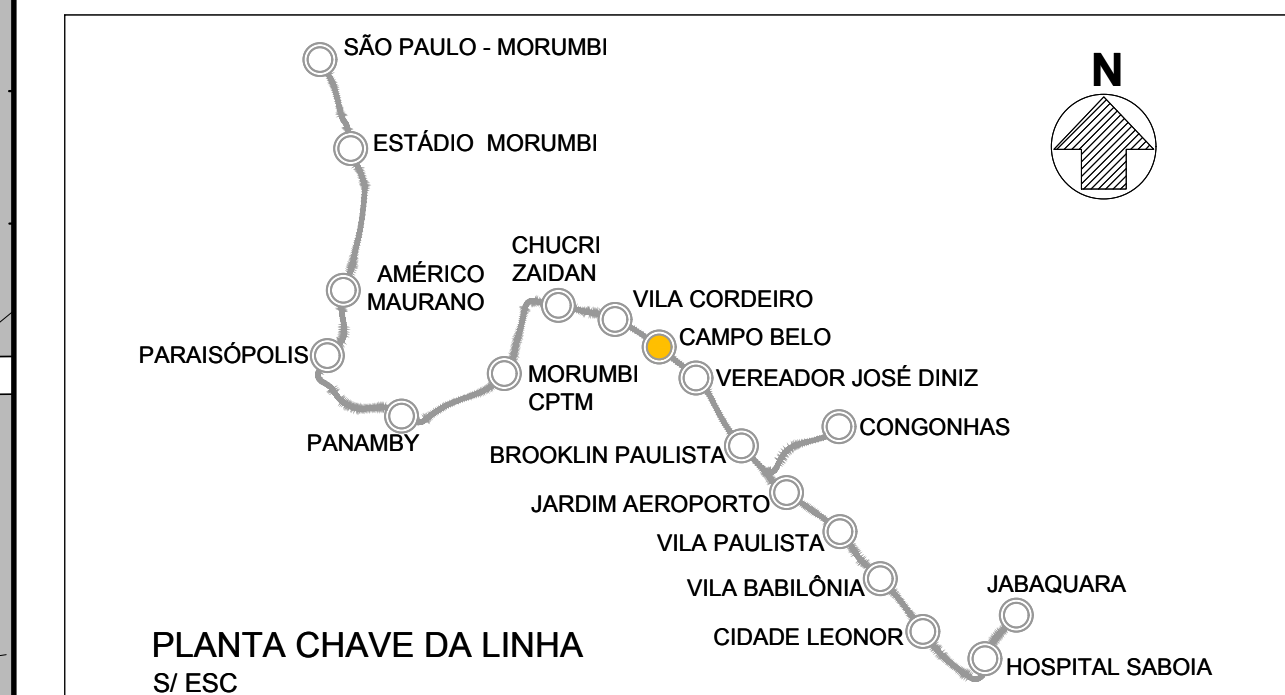 SÃO PAULO - MORUMBI
N
ESTÁDIO MORUMBI
CHUCRI
ZAIDAN
AMÉRICO
MAURANO
VILA CORDEIRO
CAMPO BELO
PARAISÓPOLIS
MORUMBI
CPTM
VEREADOR JOSÉ DINIZ
PANAMBY
CONGONHAS
BROOKLIN PAULISTA
JARDIM AEROPORTO
VILA PAULISTA
VILA BABILÔNIA
JABAQUARA
CIDADE LEONOR
HOSPITAL SABOIA
PLANTA CHAVE DA LINHA
S/ ESC